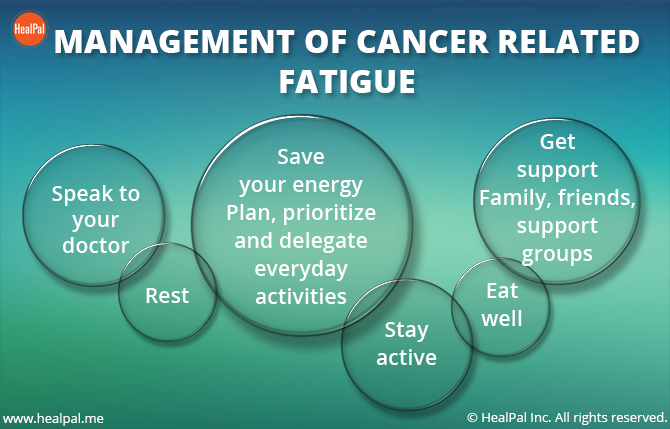 HealPal
MANAGEMENT OF CANCER RELATED
FATIGUE
Speak to
your
doctor
Rest
Save
your energy
Plan, prioritize
and delegate
everyday
activities
Stay
active
Eat
well
Get
support
Family, friends,
support
groups
www.healpal.me
© HealPal Inc. All rights reserved.